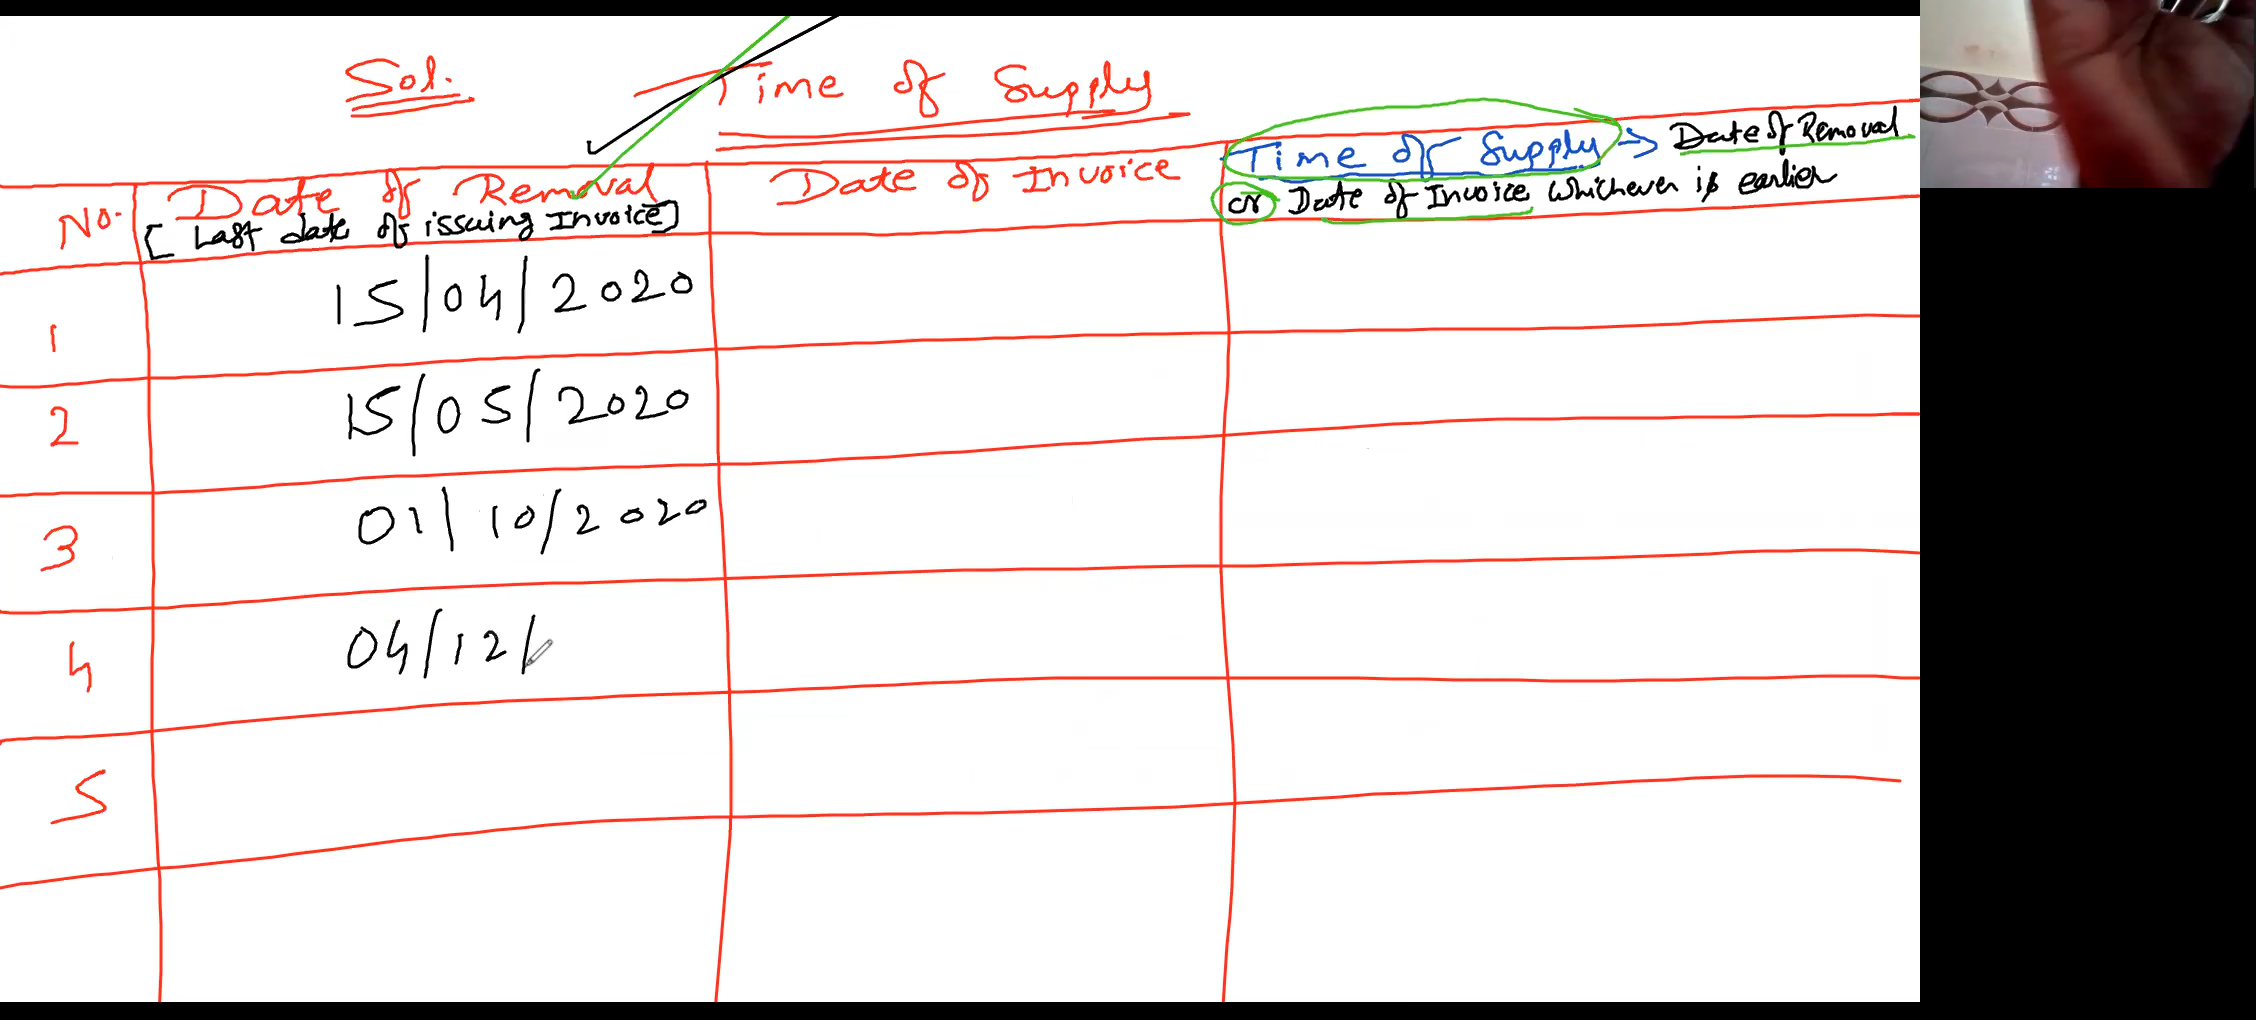 Sol. Time of Supply
No. Date of Removal Date of Invoice Time of Supply → Date of Removal
[Last date of issuing Invoice] or Date of Invoice whichever is earlier
1 15/04/2020
2 15/05/2020
3 01/10/2020
4 04/12/
5